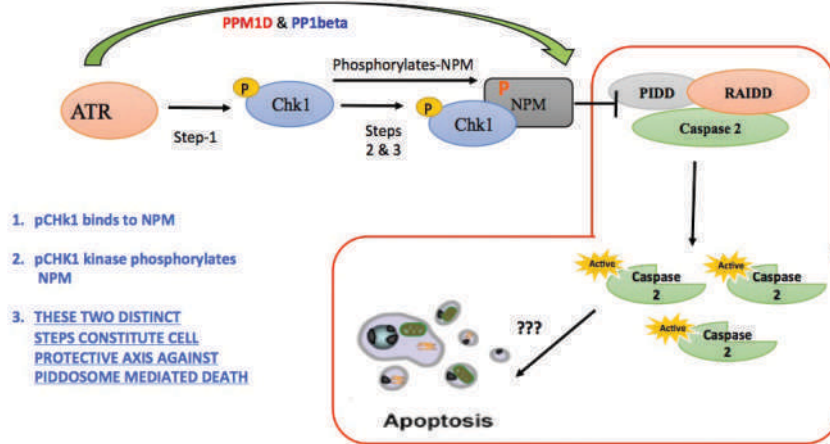 PPM1D & PP1beta
Phosphorylates-NPM
ATR
Step-1
P
Chk1
Steps
2 & 3
P
Chk1
P
NPM
PIDD
RAIDD
Caspase 2
1. pCHk1 binds to NPM
2. pCHK1 kinase phosphorylates
NPM
3. THESE TWO DISTINCT
STEPS CONSTITUTE CELL
PROTECTIVE AXIS AGAINST
PIDDOSOME MEDIATED DEATH
Active
Caspase
2
Active
Caspase
2
Active
Caspase
2
???
Apoptosis